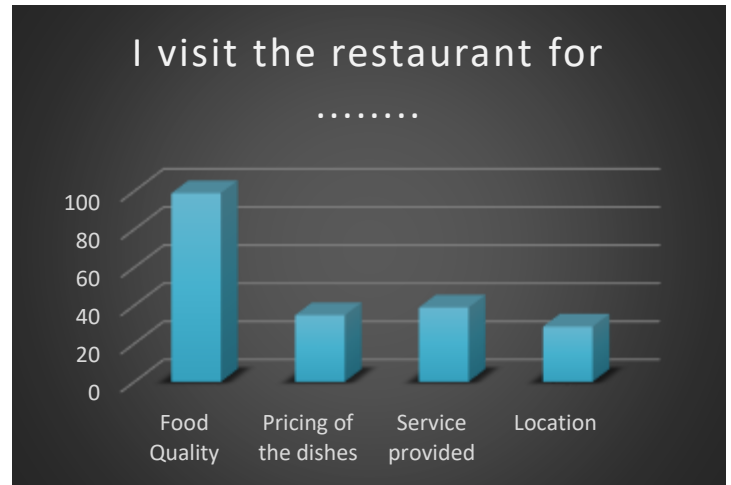 I visit the restaurant for
........
100
80
60
40
20
0
Food
Quality
Pricing of
the dishes
Service
provided
Location